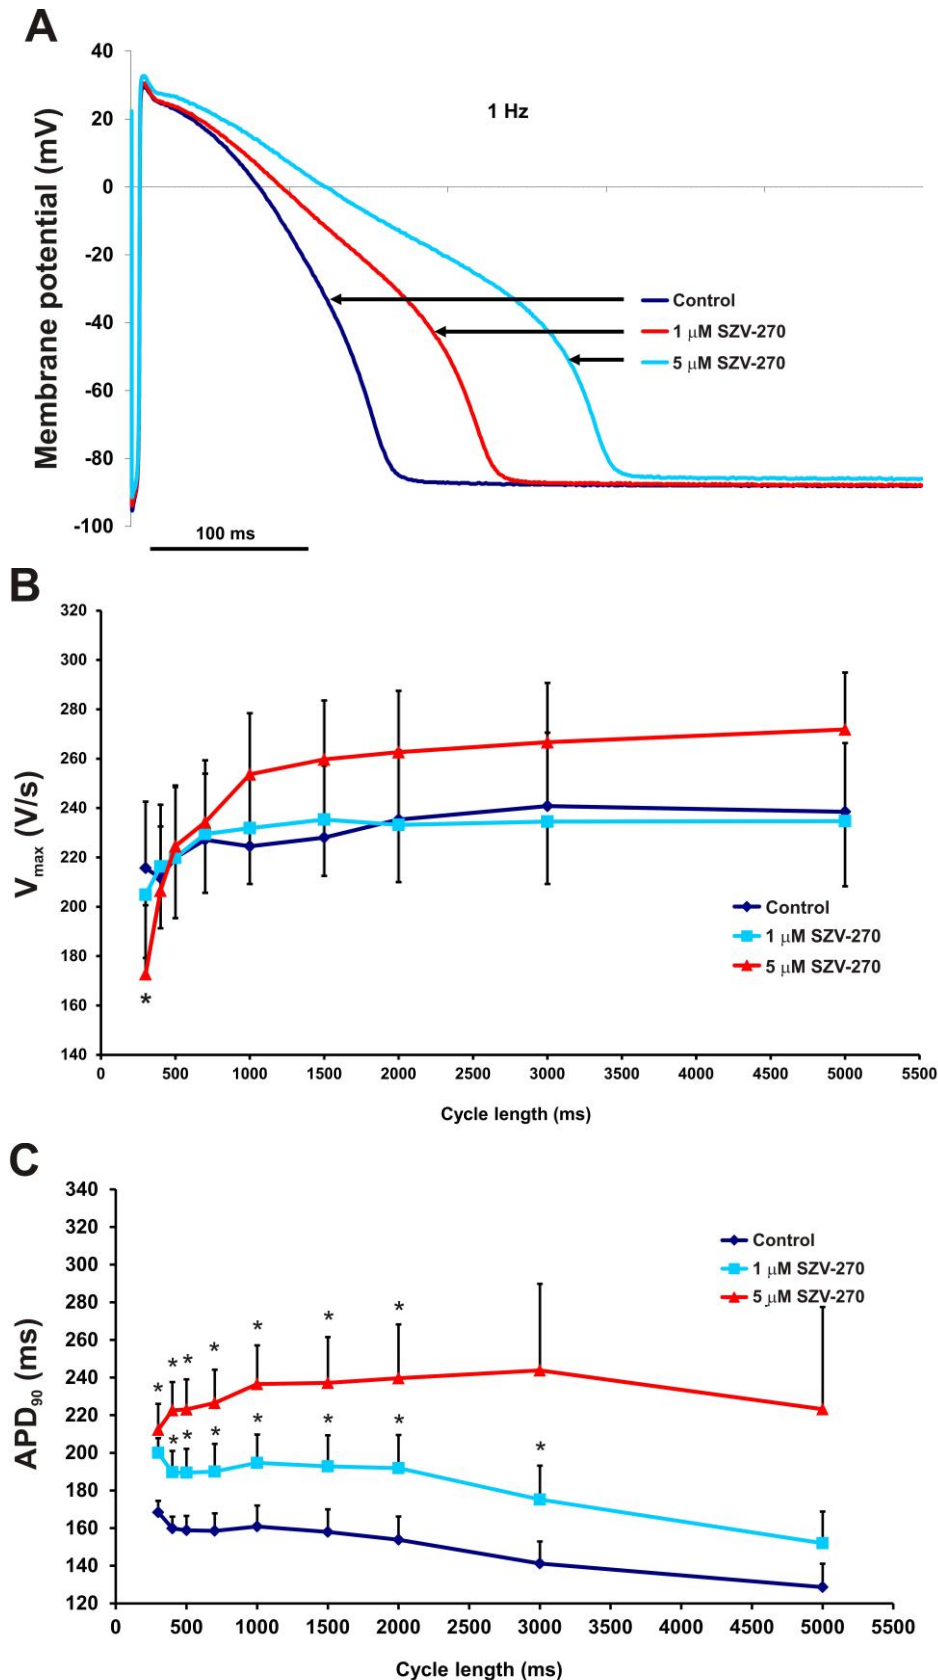 A
40
20
0
-20
-40
-60
-80
-100
Membrane potential (mV)
1 Hz
Control
1 μM SZV-270
5 μM SZV-270
100 ms
B
320
300
280
260
240
220
200
180
160
140
Vmax (V/s)
*
Control
1 μM SZV-270
5 μM SZV-270
0 500 1000 1500 2000 2500 3000 3500 4000 4500 5000 5500
Cycle length (ms)
C
340
320
300
280
260
240
220
200
180
160
140
120
APD90 (ms)
Control
1 μM SZV-270
5 μM SZV-270
* * * * * * *
* * * * * * *
0 500 1000 1500 2000 2500 3000 3500 4000 4500 5000 5500
Cycle length (ms)